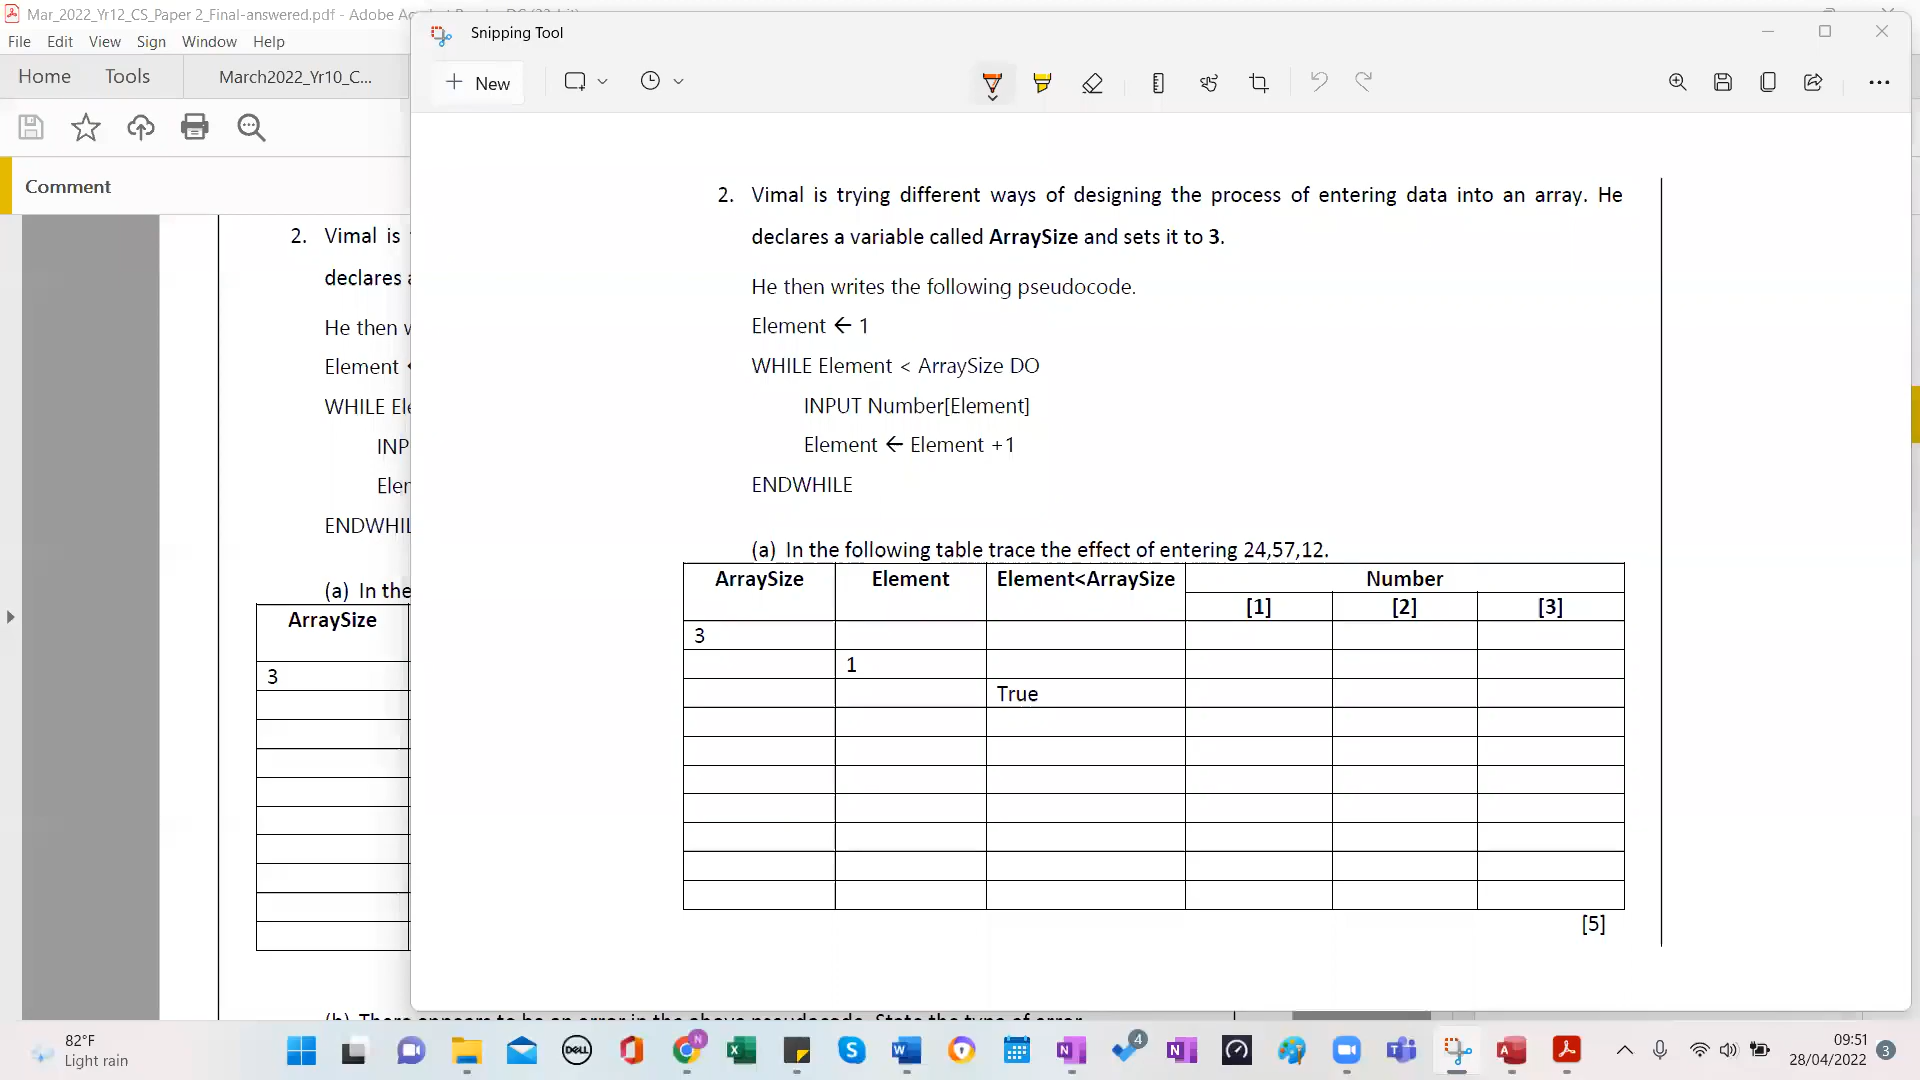 Mar_2022_Yr12_CS_Paper 2_Final-answered.pdf - Adobe Ac
File Edit View Sign Window Help
Home Tools March2022_Yr10_C...
Comment
2. Vimal is
declares
He then
Element
WHILE
INP
ENDWHIL
(a) In the
ArraySize
3
Snipping Tool
New
2. Vimal is trying different ways of designing the process of entering data into an array. He
declares a variable called ArraySize and sets it to 3.
He then writes the following pseudocode.
Element ← 1
WHILE Element < ArraySize DO
INPUT Number[Element]
Element ← Element +1
ENDWHILE
(a) In the following table trace the effect of entering 24,57,12.
ArraySize Element Element<ArraySize Number
[1] [2] [3]
3
1
True
[5]
82°F
Light rain
DELL
N
4
09:51
28/04/2022
3